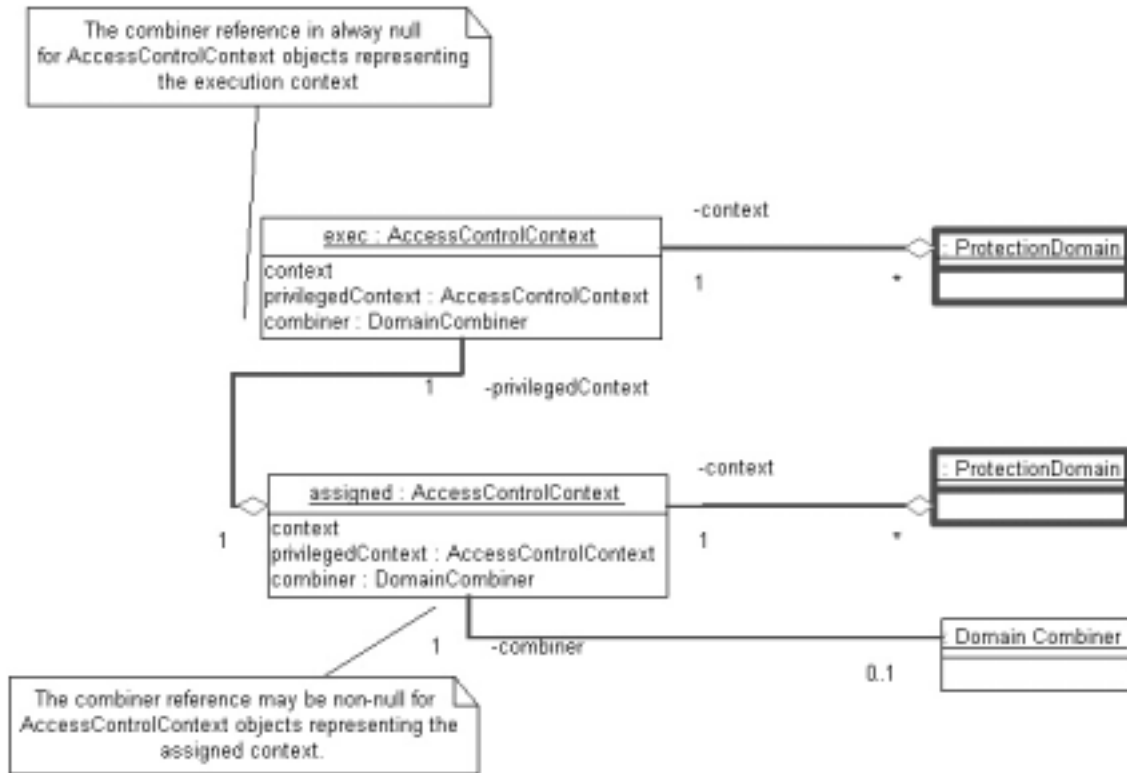 The combiner reference in alway null
for AccessControlContext objects representing
the execution context
-context
exec : AccessControlContext
: ProtectionDomain
context
privilegedContext : AccessControlContext
combiner : DomainCombiner
1
*
1
-privilegedContext
-context
: ProtectionDomain
assigned : AccessControlContext
context
privilegedContext : AccessControlContext
combiner : DomainCombiner
1
1
*
1
-combiner
: Domain Combiner
0..1
The combiner reference may be non-null for
AccessControlContext objects representing the
assigned context.